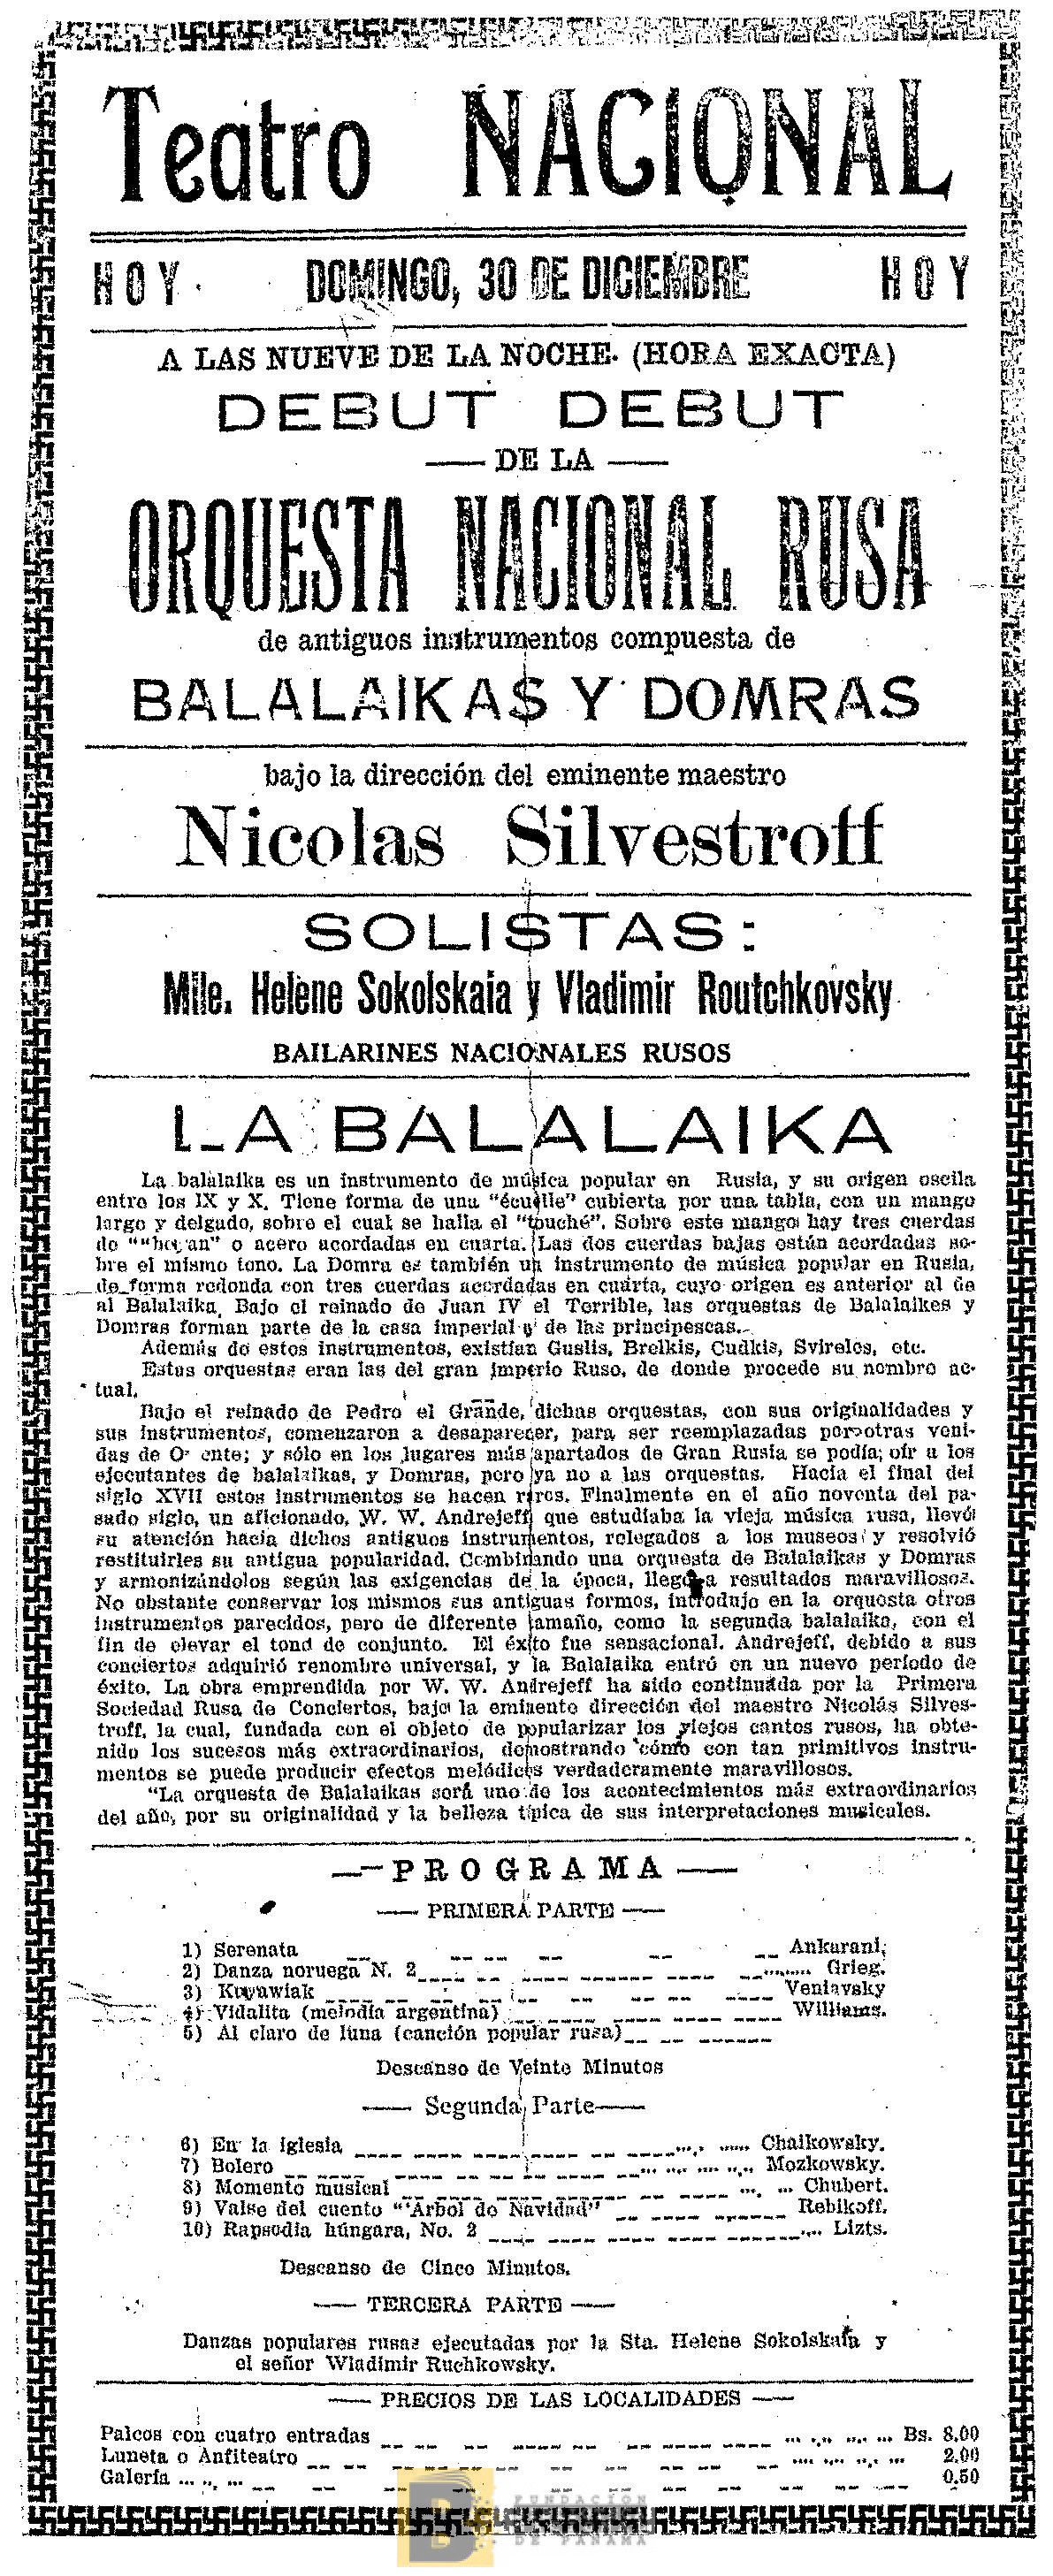 Teatro NACIONAL
HOY DOMINGO, 30 DE DICIEMBRE HOY
A LAS NUEVE DE LA NOCHE. (HORA EXACTA)
DEBUT DEBUT
DE LA
ORQUESTA NACIONAL RUSA
de antiguos instrumentos compuesta de
BALALAIKAS Y DOMRAS
bajo la dirección del eminente maestro
Nicolas Silvestroff
SOLISTAS:
Mlle. Helène Sokolskaia y Vladimir Routchkovsky
BAILARINES NACIONALES RUSOS
LA BALALAIKA
La balalaika es un instrumento de música popular en Rusia, y su origen oscila
entre los IX y X. Tiene forma de una "écuelle" cubierta por una tabla, con un mango
largo y delgado, sobre el cual se halla el "touché". Sobre este mango hay tres cuerdas
de ""boyan" o acero acordadas en cuarta. Las dos cuerdas bajas están acordadas so-
bre el mismo tono. La Domra es también un instrumento de música popular en Rusia,
de forma redonda con tres cuerdas acordadas en cuarta, cuyo origen es anterior al de
al Balalaika. Bajo el reinado de Juan IV el Terrible, las orquestas de Balalaikes y
Domras forman parte de la casa imperial y de las principescas.
Además de estos instrumentos, existían Guslis, Brelkis, Cudkis, Svireles, etc.
Estas orquestas eran las del gran imperio Ruso, de donde procede su nombre ac-
tual.
Bajo el reinado de Pedro el Grande, dichas orquestas, con sus originalidades y
sus instrumentos, comenzaron a desaparecer, para ser reemplazadas por otras veni-
das de Oriente; y sólo en los lugares más apartados de Gran Rusia se podía; oír a los
ejecutantes de balalaikas, y Domras, pero ya no a las orquestas. Hacia el final del
siglo XVII estos instrumentos se hacen raros. Finalmente en el año noventa del pa-
sado siglo, un aficionado, W. W. Andrejeff que estudiaba la vieja música rusa, llevó
su atención hacia dichos antiguos instrumentos, relegados a los museos y resolvió
restituirles su antigua popularidad. Combinando una orquesta de Balalaikas y Domras
y armonizándolos según las exigencias de la época, llegó a resultados maravillosos.
No obstante conservar los mismos sus antiguas formos, introdujo en la orquesta otros
instrumentos parecidos, pero de diferente tamaño, como la segunda balalaika, con el
fin de elevar el tond de conjunto. El éxito fue sensacional. Andrejeff, debido a sus
conciertos adquirió renombre universal, y la Balalaika entró en un nuevo período de
éxito. La obra emprendida por W. W. Andrejeff ha sido continuada por la Primera
Sociedad Rusa de Conciertos, bajo la eminente dirección del maestro Nicolás Silves-
troff, la cual, fundada con el objeto de popularizar los viejos cantos rusos, ha obte-
nido los sucesos más extraordinarios, demostrando cómo con tan primitivos instru-
mentos se puede producir efectos melódicos verdaderamente maravillosos.
"La orquesta de Balalaikas será uno de los acontecimientos más extraordinarios
del año, por su originalidad y la belleza típica de sus interpretaciones musicales.
PROGRAMA
PRIMERA PARTE
1) Serenata Ankarani,
2) Danza noruega N. 2 Grieg.
3) Kuyawiak Veniavsky
4) Vidalita (melodía argentina) Williams.
5) Al claro de luna (canción popular rusa)
Descanso de Veinte Minutos
Segunda Parte
6) En la iglesia Chaikowsky.
7) Bolero Mozkowsky.
8) Momento musical Chubert.
9) Valse del cuento "'Arbol de Navidad" Rebikoff.
10) Rapsodia húngara, No. 2 Lizts.
Descanso de Cinco Minutos.
TERCERA PARTE
Danzas populares rusas ejecutadas por la Sta. Helene Sokolskaia y
el señor Wladimir Ruchkowsky.
PRECIOS DE LAS LOCALIDADES
Palcos con cuatro entradas Bs. 8.00
Luneta o Anfiteatro 2.00
Galería 0.50
FUNDACIÓN
DE PANAMÁ